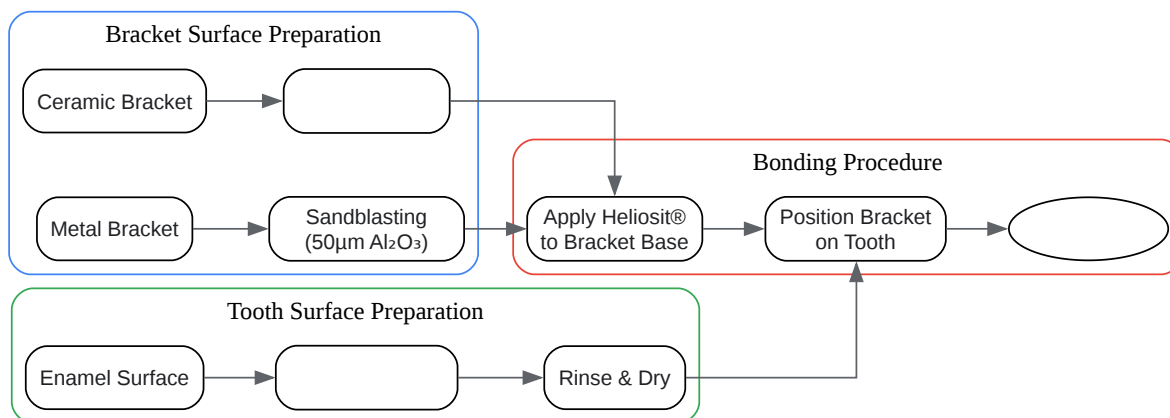 Bracket Surface Preparation
Ceramic Bracket
Metal Bracket
Sandblasting
(50µm Al₂O₃)
Bonding Procedure
Apply Heliosit®
to Bracket Base
Position Bracket
on Tooth
Tooth Surface Preparation
Enamel Surface
Rinse & Dry